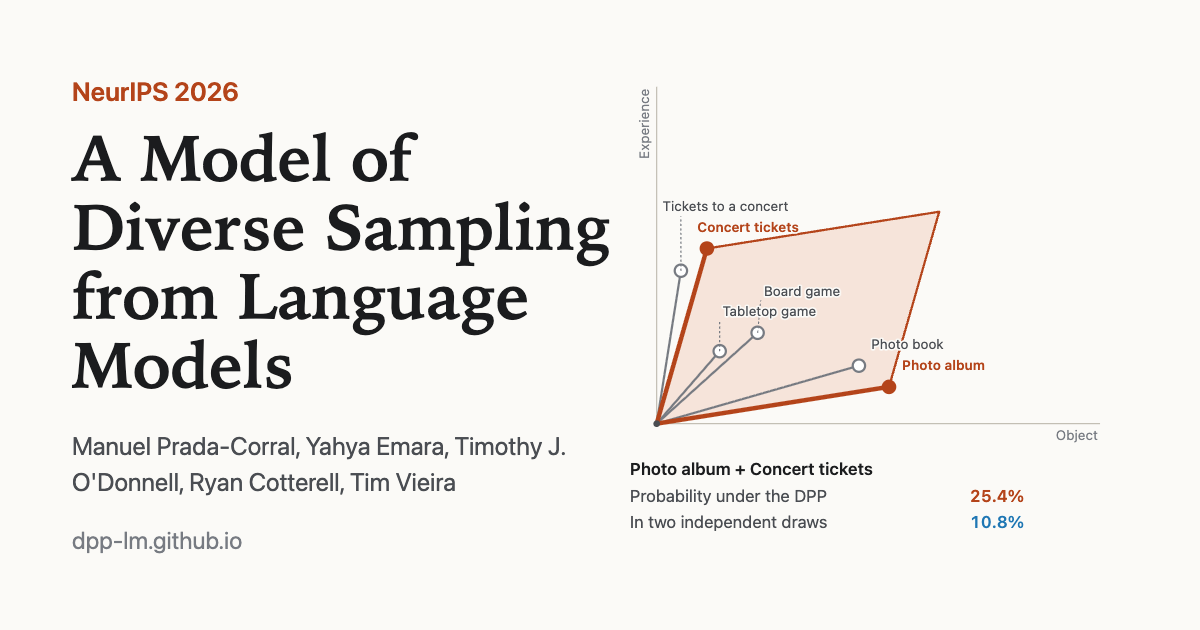 NeurIPS 2026
A Model of
Diverse Sampling
from Language
Models
Manuel Prada-Corral, Yahya Emara, Timothy J.
O'Donnell, Ryan Cotterell, Tim Vieira
dpp-lm.github.io
Experience
Tickets to a concert
Concert tickets
Board game
Tabletop game
Photo book
Photo album
Object
Photo album + Concert tickets
Probability under the DPP 25.4%
In two independent draws 10.8%